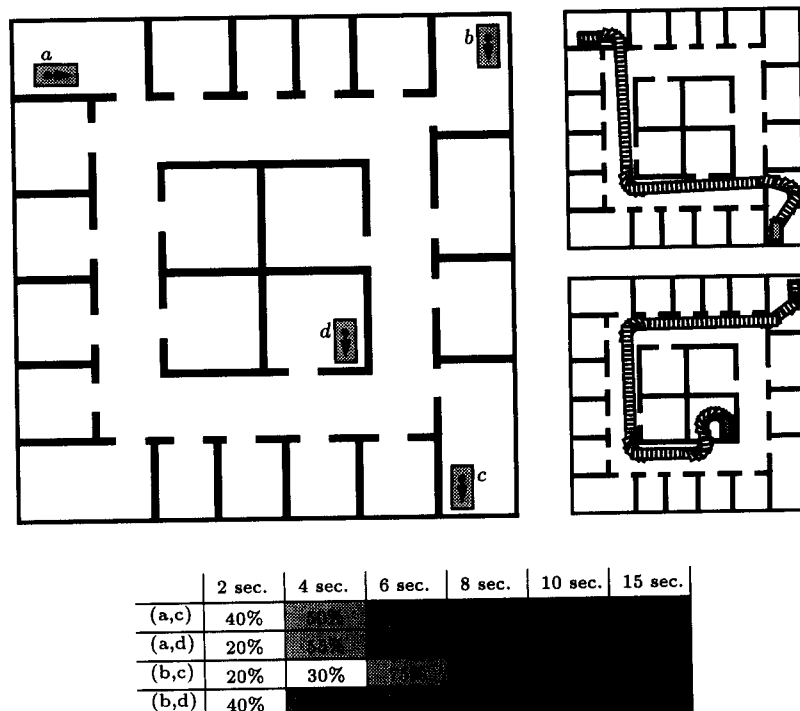 a
b
d
c
2 sec. 4 sec. 6 sec. 8 sec. 10 sec. 15 sec.
(a,c) 40%
(a,d) 20%
(b,c) 20% 30%
(b,d) 40%